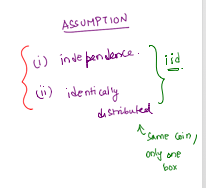 ASSUMPTION
(i) independence.
(ii) identically
distributed
iid
same coin,
only one
box